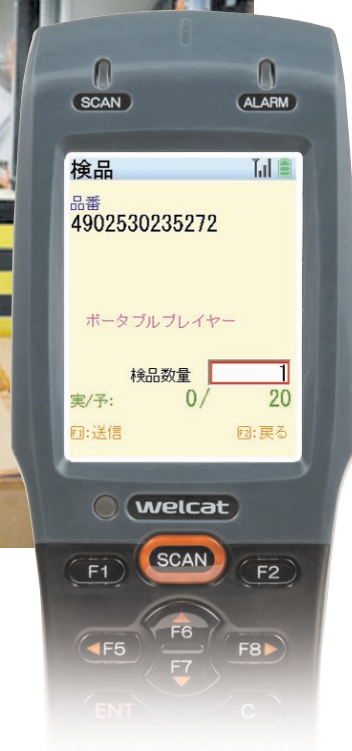 SCAN ALARM
検品
品番
4902530235272
ポータブルプレイヤー
検品数量 1
実/予: 0/ 20
F1:送信 F2:戻る
welcat
F1 SCAN F2
F6
F5 F8
F7
ENT C